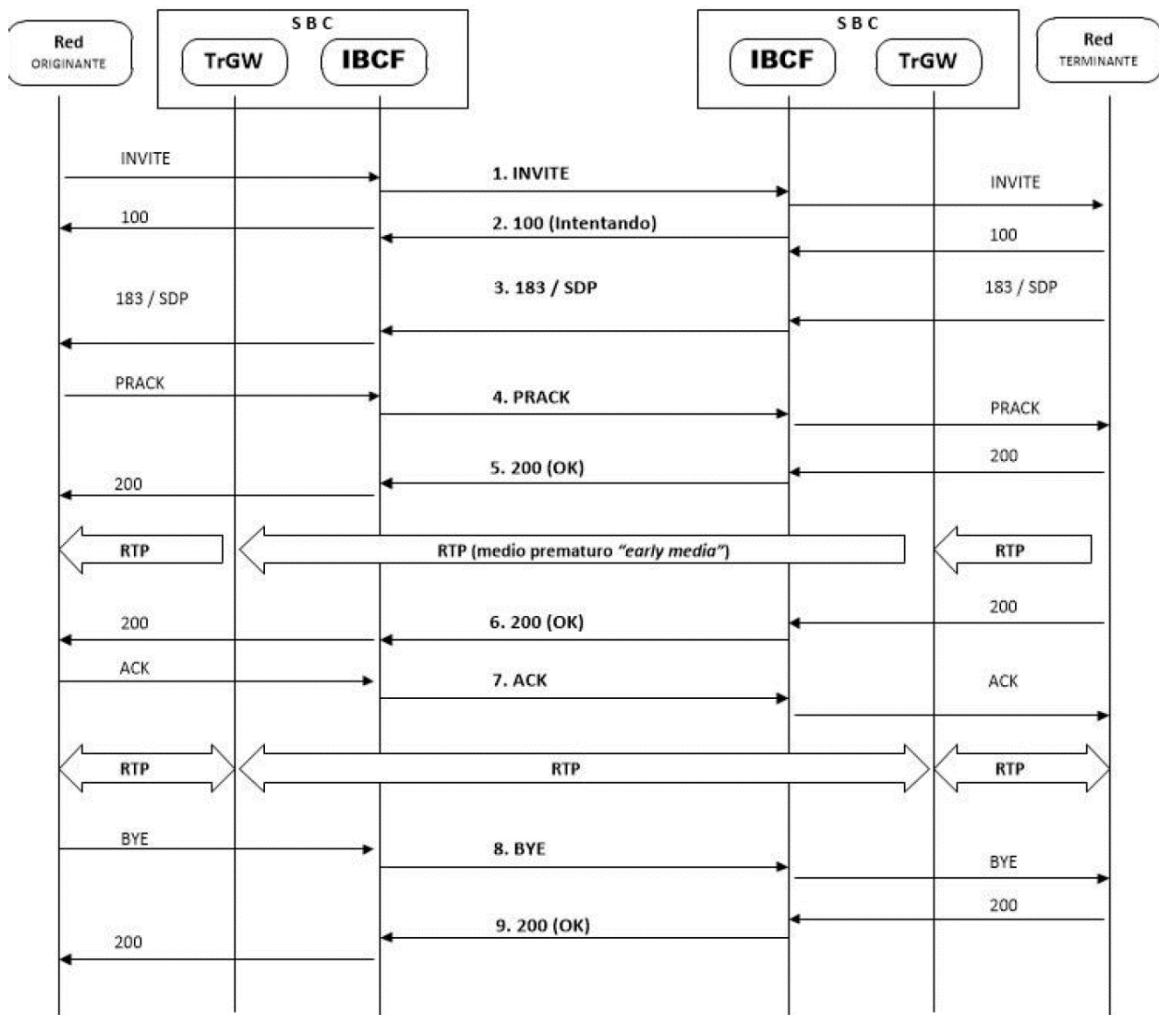 S B C
S B C
Red
ORIGINANTE
TrGW
IBCF
IBCF
TrGW
Red
TERMINANTE
INVITE
1. INVITE
INVITE
100
2. 100 (Intentando)
100
183 / SDP
3. 183 / SDP
183 / SDP
PRACK
4. PRACK
PRACK
200
5. 200 (OK)
200
RTP
RTP (medio prematuro “early media”)
RTP
200
6. 200 (OK)
200
ACK
7. ACK
ACK
RTP
RTP
RTP
BYE
8. BYE
BYE
200
9. 200 (OK)
200